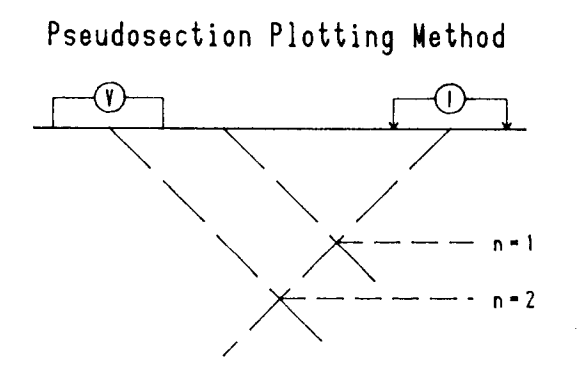 Pseudosection Plotting Method
V
I
n = 1
n = 2